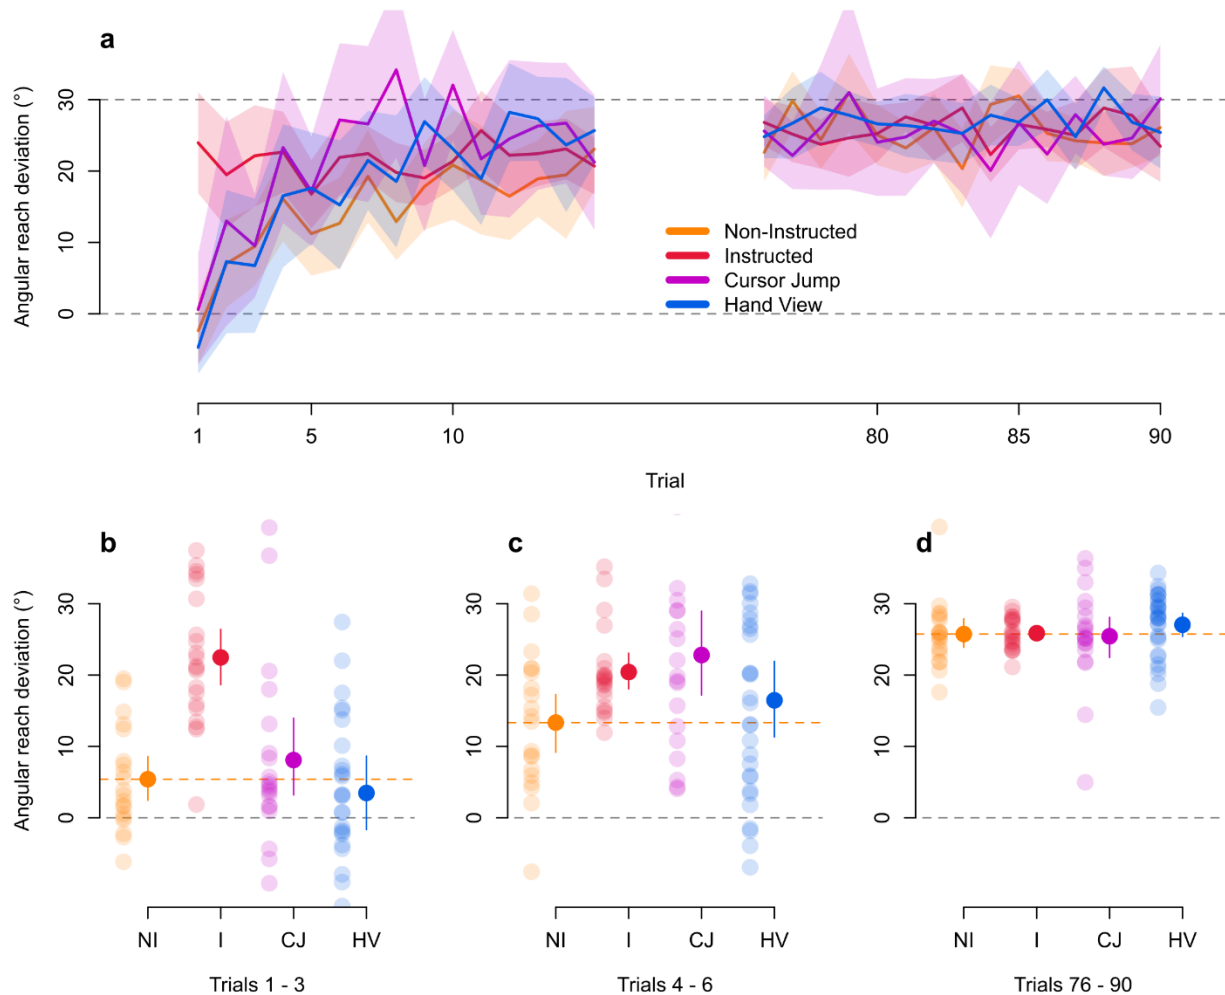 a
Angular reach deviation (°)
30
20
10
0
Non-Instructed
Instructed
Cursor Jump
Hand View
1 5 10 80 85 90
Trial
b
Angular reach deviation (°)
30
20
10
0
NI I CJ HV
Trials 1 - 3
c
30
20
10
0
NI I CJ HV
Trials 4 - 6
d
30
20
10
0
NI I CJ HV
Trials 76 - 90